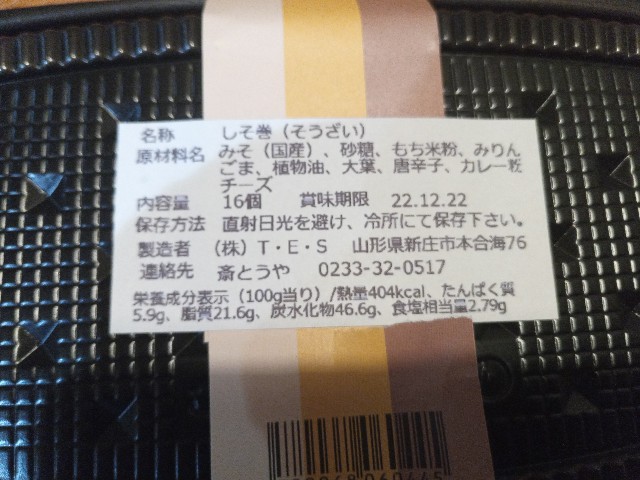 名称 しそ巻（そうざい）
原材料名 みそ（国産）、砂糖、もち米粉、みりん
ごま、植物油、大葉、唐辛子、カレー粉
チーズ
内容量 16個 賞味期限 22.12.22
保存方法 直射日光を避け、冷所にて保存下さい。
製造者 （株）T・E・S 山形県新庄市本合海76
連絡先 斎とうや 0233-32-0517
栄養成分表示（100g当り）/熱量404kcal、たんぱく質
5.9g、脂質21.6g、炭水化物46.6g、食塩相当量2.79g